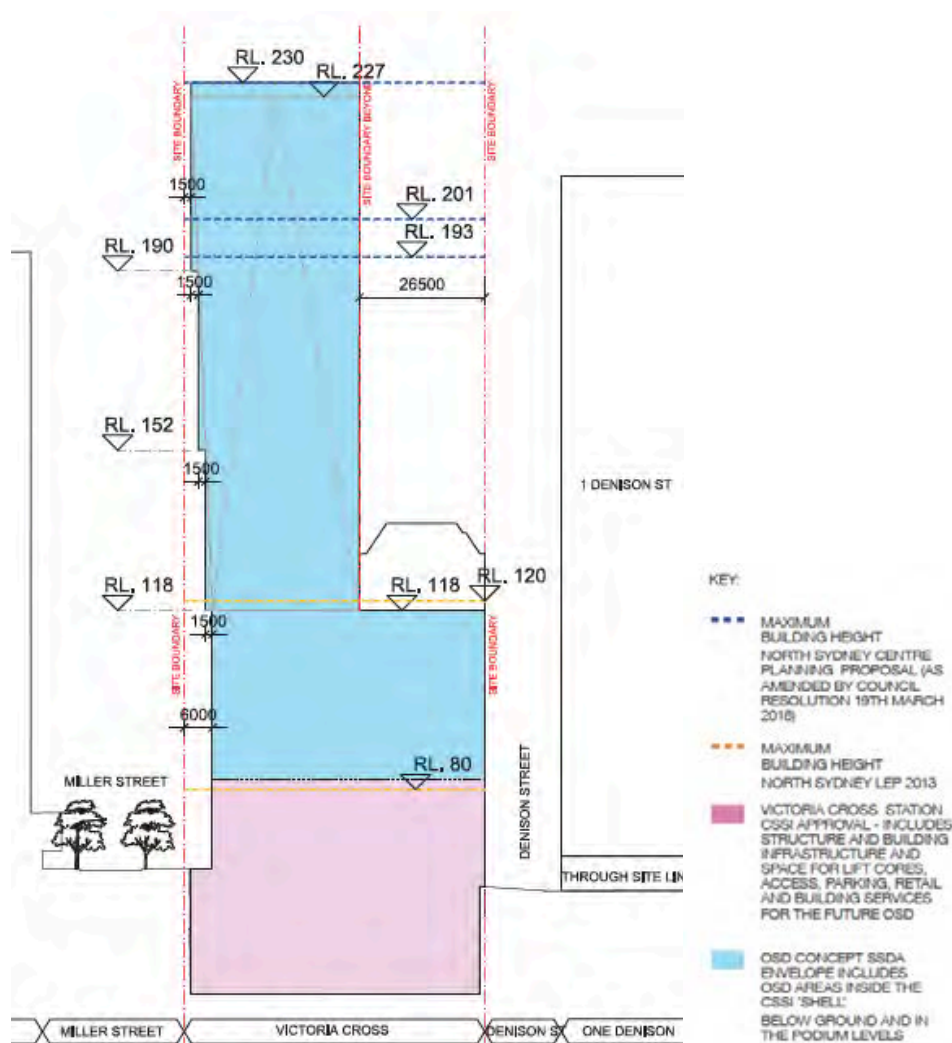 RL. 230
RL. 227
SITE BOUNDARY
SITE BOUNDARY BEYOND
SITE BOUNDARY
1500
RL. 201
RL. 193
RL. 190
1500
26500
RL. 152
1500
1 DENISON ST
RL. 118
RL. 118
RL. 120
1500
SITE BOUNDARY
SITE BOUNDARY
6000
RL. 80
MILLER STREET
DENISON STREET
THROUGH SITE LIN
MILLER STREET
VICTORIA CROSS
DENISON ST
ONE DENISON
KEY:
MAXIMUM
BUILDING HEIGHT
NORTH SYDNEY CENTRE
PLANNING PROPOSAL (AS
AMENDED BY COUNCIL
RESOLUTION 19TH MARCH
2018)
MAXIMUM
BUILDING HEIGHT
NORTH SYDNEY LEP 2013
VICTORIA CROSS STATION
CSSI APPROVAL - INCLUDES
STRUCTURE AND BUILDING
INFRASTRUCTURE AND
SPACE FOR LIFT CORES,
ACCESS, PARKING, RETAIL
AND BUILDING SERVICES
FOR THE FUTURE OSD
OSD CONCEPT SSDA
ENVELOPE INCLUDES
OSD AREAS INSIDE THE
CSSI 'SHELL'
BELOW GROUND AND IN
THE PODIUM LEVELS